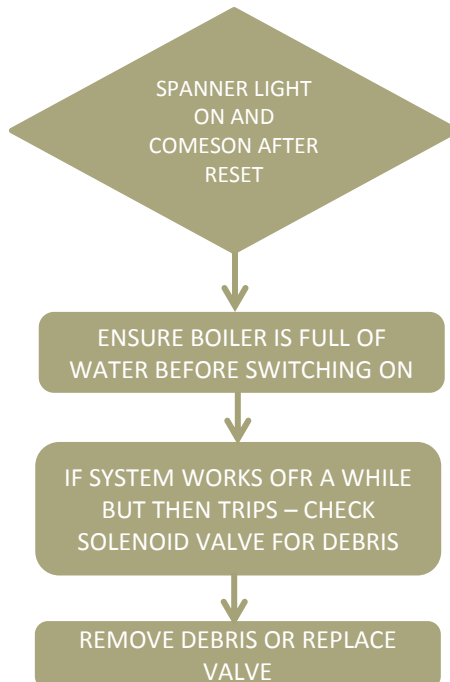 SPANNER LIGHT
ON AND
COMESON AFTER
RESET
ENSURE BOILER IS FULL OF
WATER BEFORE SWITCHING ON
IF SYSTEM WORKS OFR A WHILE
BUT THEN TRIPS – CHECK
SOLENOID VALVE FOR DEBRIS
REMOVE DEBRIS OR REPLACE
VALVE